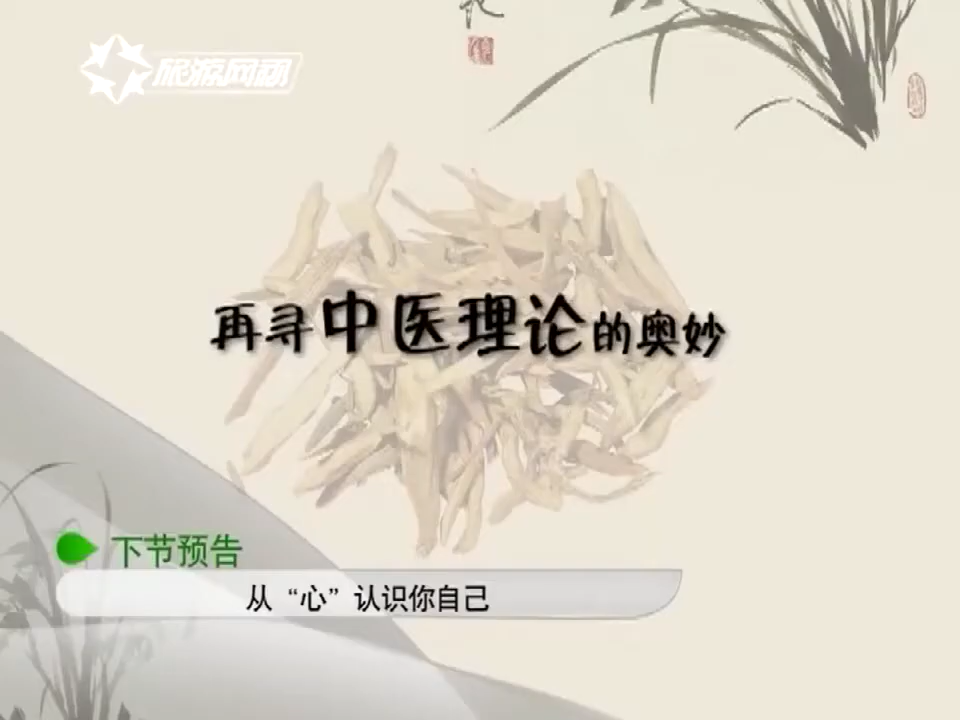 旅游网视
再寻中医理论的奥妙
下节预告
从“心”认识你自己